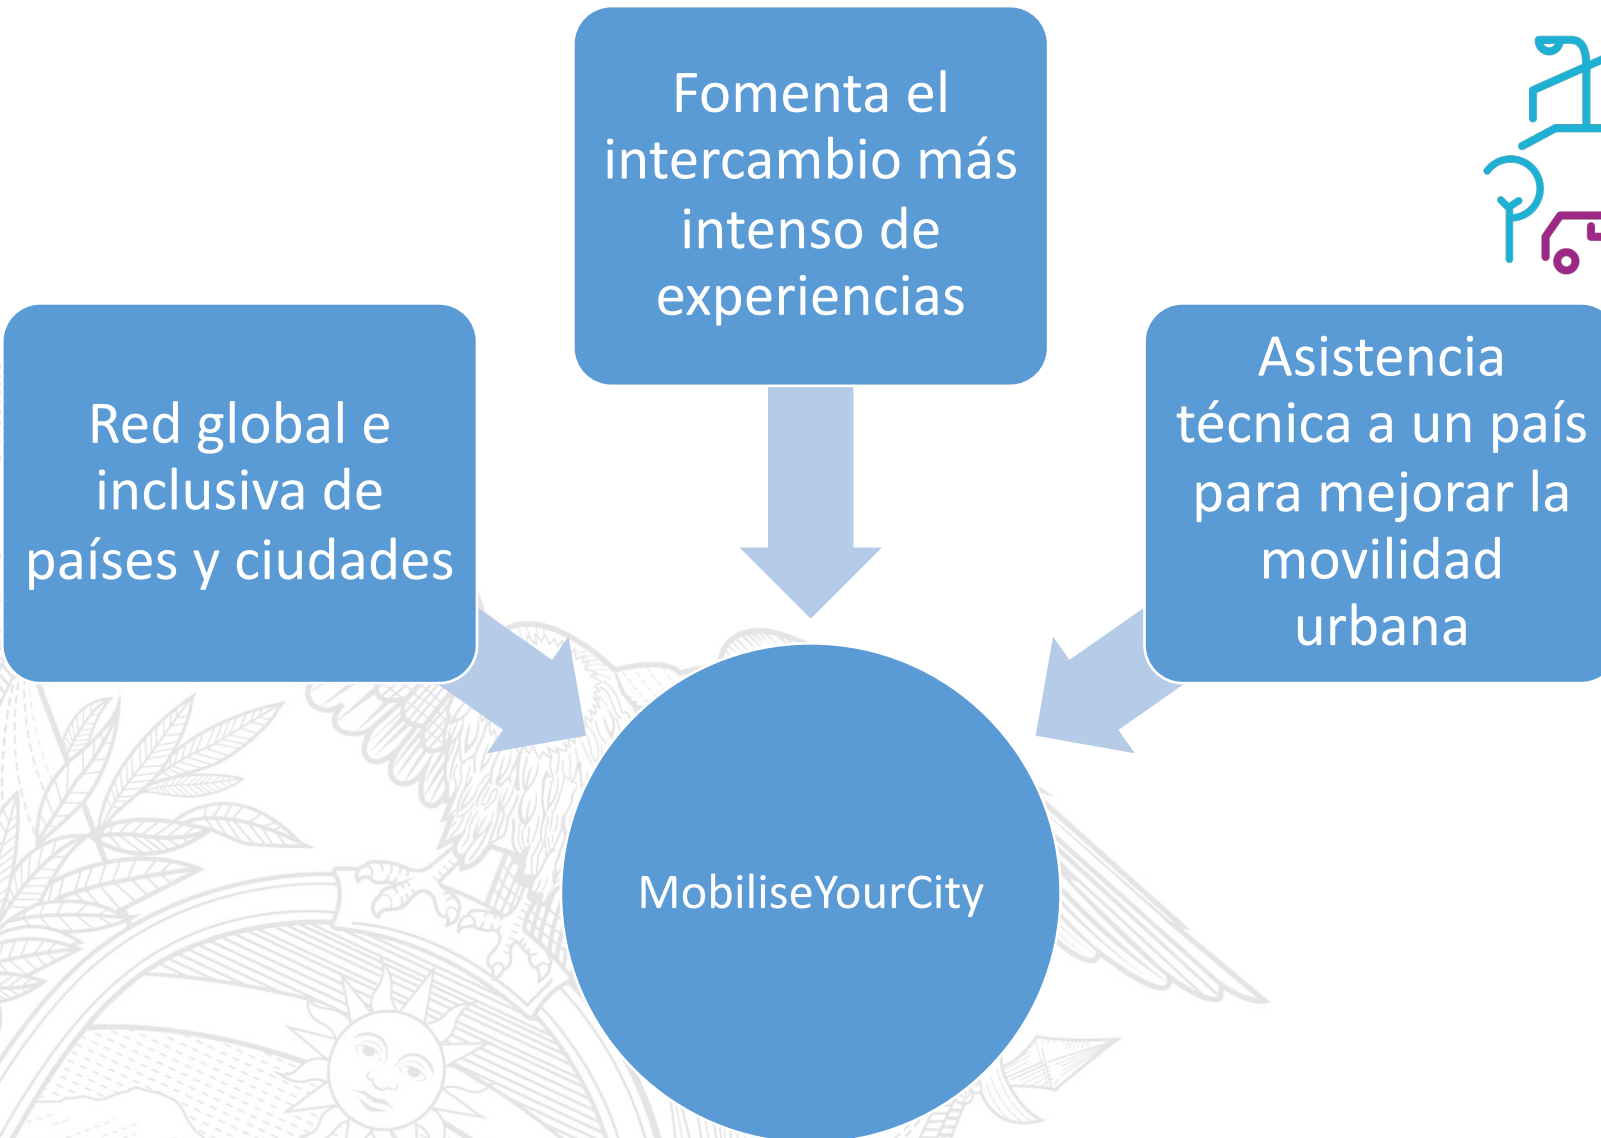 Fomenta el
intercambio más
intenso de
experiencias
Red global e
inclusiva de
países y ciudades
Asistencia
técnica a un país
para mejorar la
movilidad
urbana
MobiliseYourCity